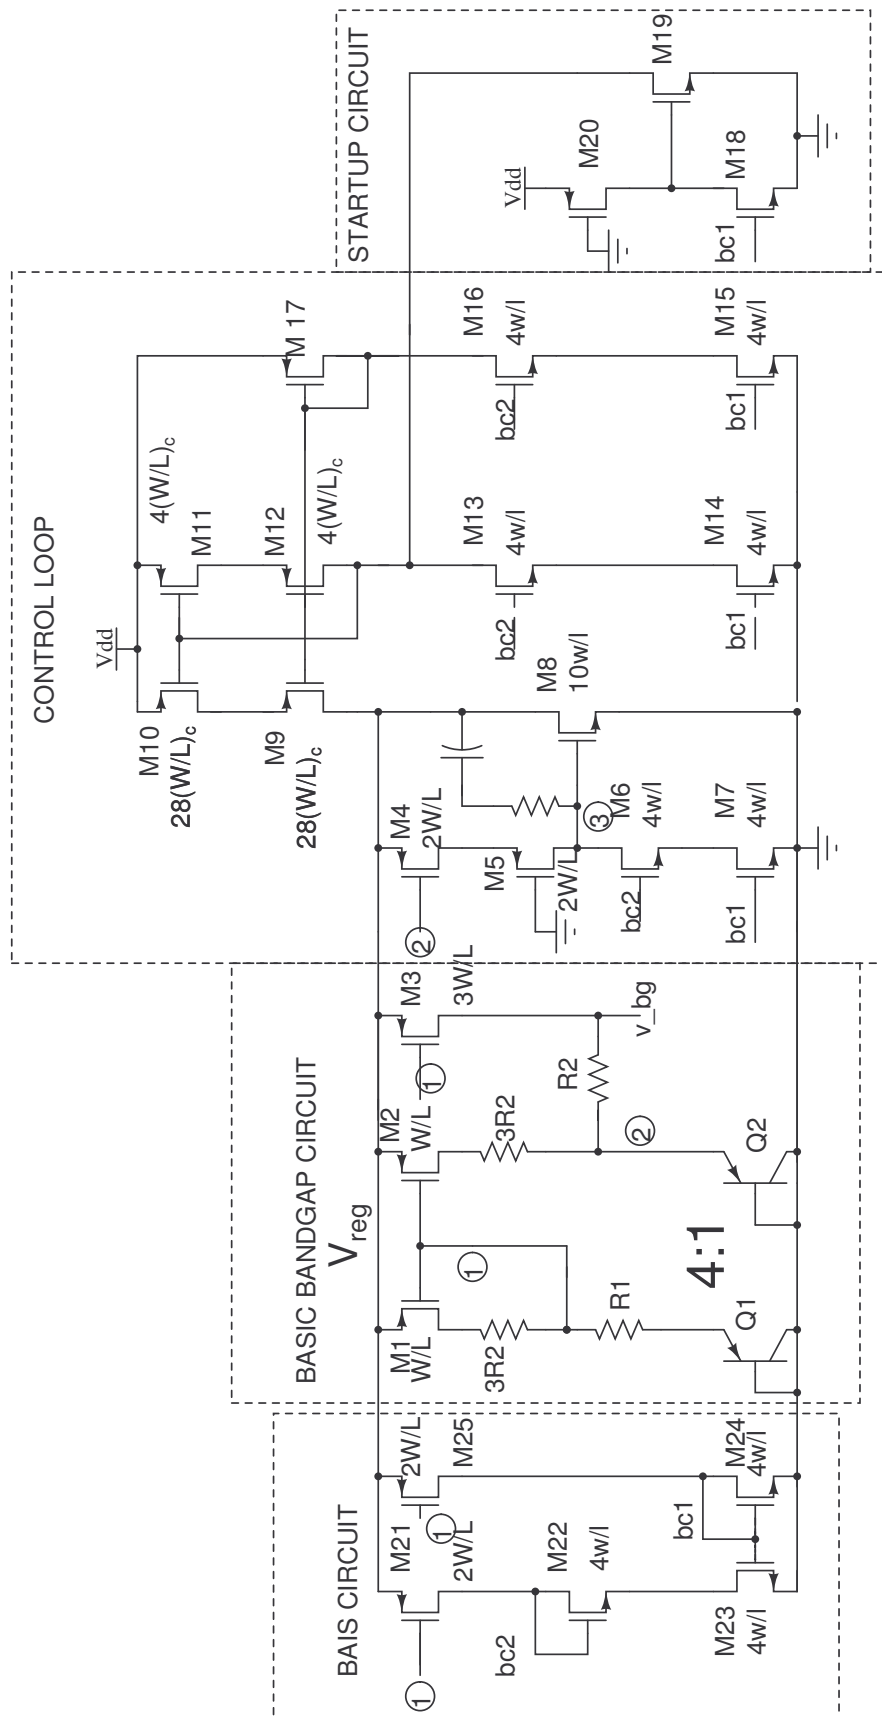 STARTUP CIRCUIT
M19
M20
Vdd
M18
bc1
CONTROL LOOP
Vdd
M 17
M16
4w/l
bc2
M15
4w/l
bc1
4(W/L)c
M11
M12
4(W/L)c
M13
4w/l
bc2
M14
4w/l
bc1
M10
28(W/L)c
M9
28(W/L)c
M8
10w/l
M4
2W/L
2
M5
2W/L
3
M6
4w/l
bc2
M7
4w/l
bc1
BASIC BANDGAP CIRCUIT
Vreg
M3
3W/L
1
v_bg
R2
M2
W/L
3R2
2
Q2
1
4:1
M1
W/L
3R2
R1
Q1
BAIS CIRCUIT
2W/L
M25
1
M24
4w/l
bc1
M21
2W/L
1
M22
4w/l
bc2
M23
4w/l